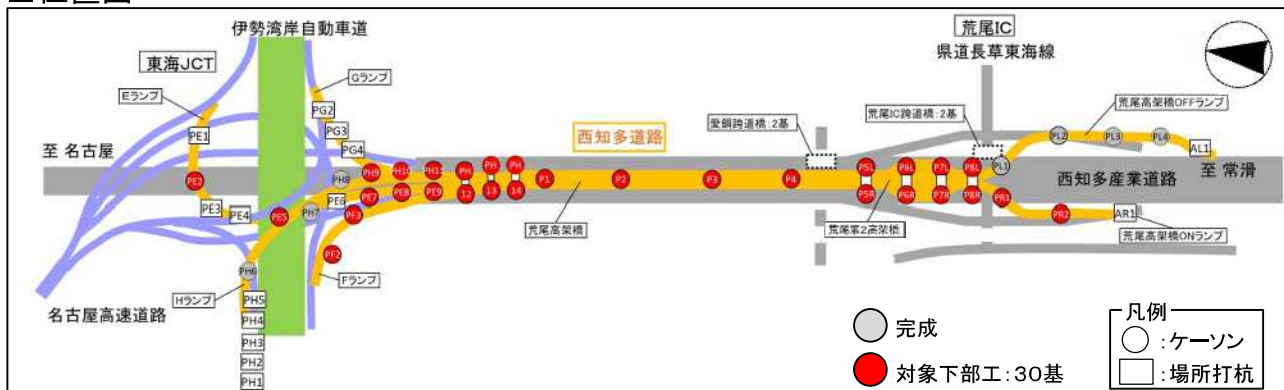 伊勢湾岸自動車道
荒尾IC
東海JCT
県道長草東海線
Gランプ
Eランプ
PG2
荒尾IC跨道橋:2基
荒尾高架橋OFFランプ
PE1
PG3
西知多道路
愛鋼跨道橋:2基
PL2
PL3
PL4
至 名古屋
PG4
AL1
PH9
PH10
PH11
PH
PH
PH
P5L
P6L
P7L
P8L
PL1
至 常滑
PE2
PH8
P1
P2
P3
P4
西知多産業道路
PE3
PE4
PE5
PH7
PE6
PE7
PE8
PE9
12
13
14
P5R
P6R
P7R
P8R
PR1
PF3
PR2
AR1
荒尾高架橋
荒尾第2高架橋
荒尾高架橋ONランプ
PF2
PH6
Fランプ
Hランプ
PH5
名古屋高速道路
PH4
PH3
PH2
PH1
完成
対象下部工:30基
凡例
:ケーソン
:場所打杭